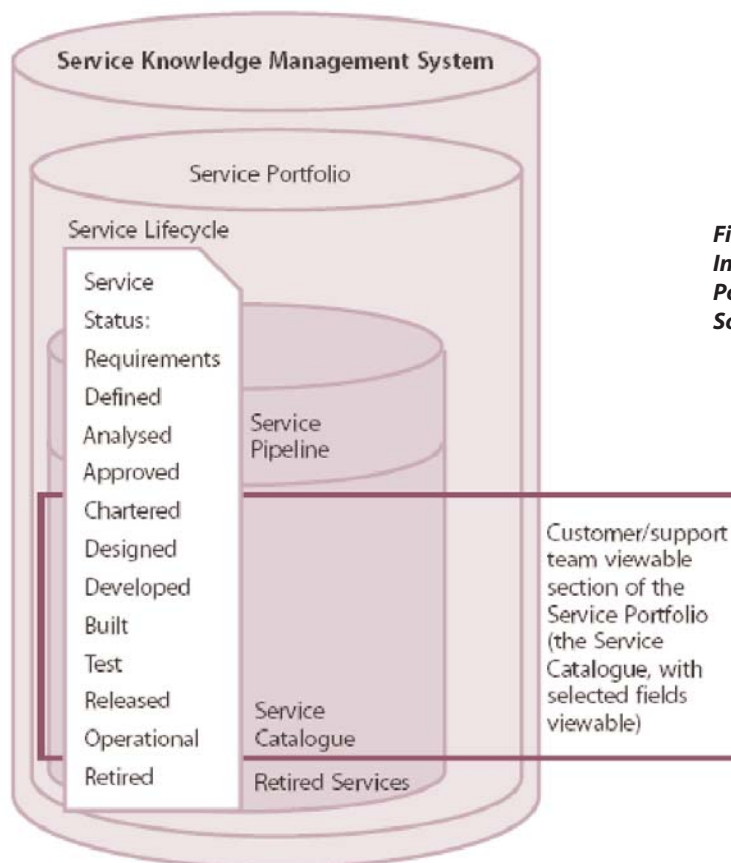 Service Knowledge Management System
Service Portfolio
Service Lifecycle
Service
Status:
Requirements
Defined
Analysed
Approved
Chartered
Designed
Developed
Built
Test
Released
Operational
Retired
Service
Pipeline
Service
Catalogue
Retired Services
Customer/support
team viewable
section of the
Service Portfolio
(the Service
Catalogue, with
selected fields
viewable)